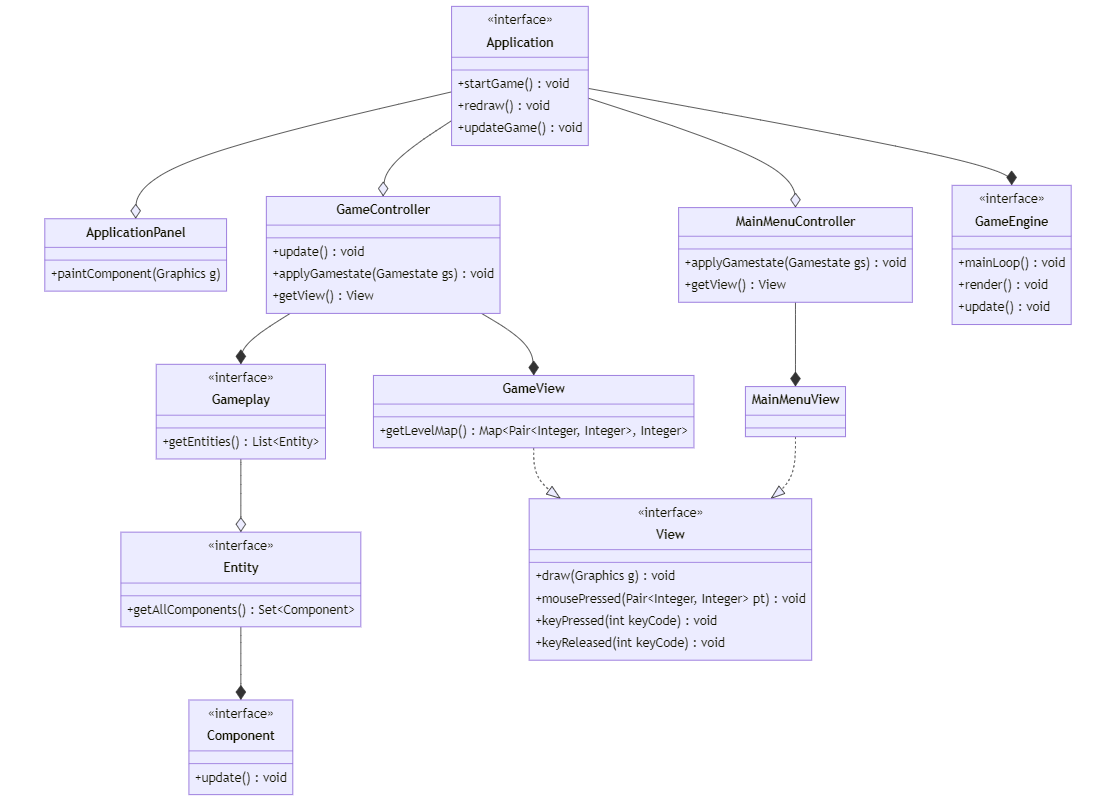 «interface»
Application
+startGame() : void
+redraw() : void
+updateGame() : void
ApplicationPanel
+paintComponent(Graphics g)
GameController
+update() : void
+applyGamestate(Gamestate gs) : void
+getView() : View
MainMenuController
+applyGamestate(Gamestate gs) : void
+getView() : View
«interface»
GameEngine
+mainLoop() : void
+render() : void
+update() : void
«interface»
Gameplay
+getEntities() : List<Entity>
GameView
+getLevelMap() : Map<Pair<Integer, Integer>, Integer>
MainMenuView
«interface»
Entity
+getAllComponents() : Set<Component>
«interface»
View
+draw(Graphics g) : void
+mousePressed(Pair<Integer, Integer> pt) : void
+keyPressed(int keyCode) : void
+keyReleased(int keyCode) : void
«interface»
Component
+update() : void